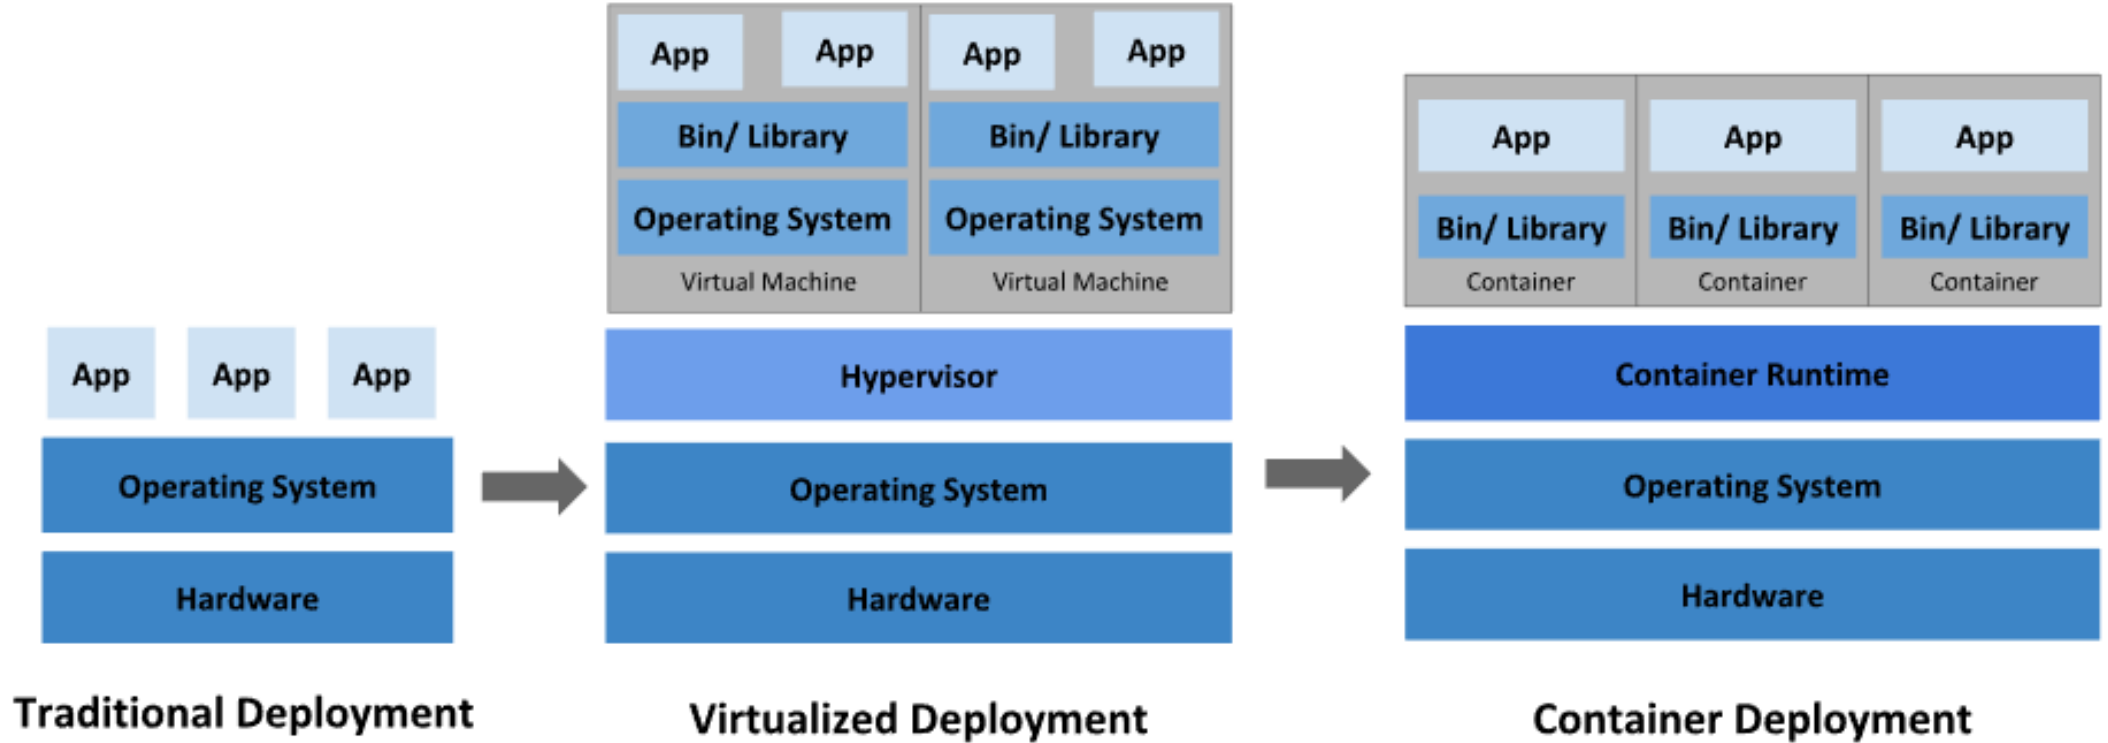 App App App
Operating System
Hardware
Traditional Deployment
App App App App
Bin/ Library Bin/ Library
Operating System Operating System
Virtual Machine Virtual Machine
Hypervisor
Operating System
Hardware
Virtualized Deployment
App App App
Bin/ Library Bin/ Library Bin/ Library
Container Container Container
Container Runtime
Operating System
Hardware
Container Deployment